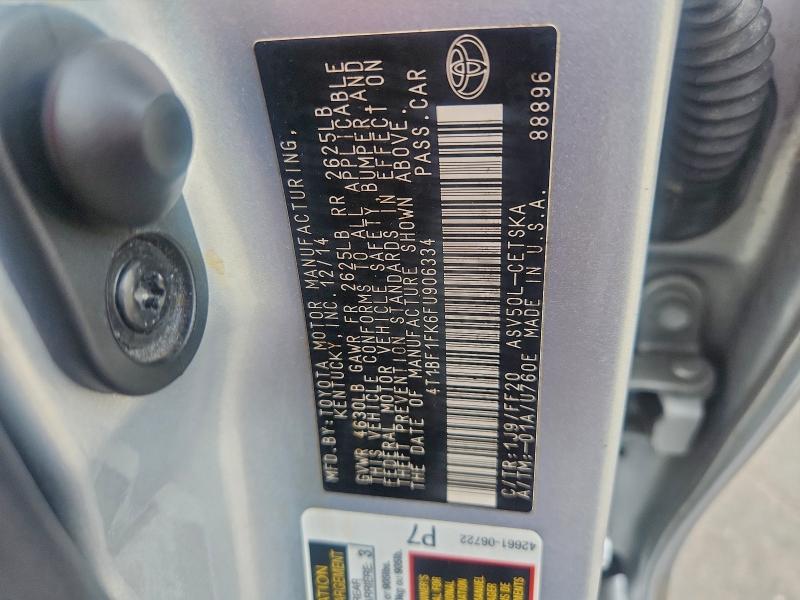 MFD.BY:TOYOTA MOTOR MANUFACTURING,
KENTUCKY, INC. 12/14
GVWR 4630LB GAWR FR 2625LB RR 2625LB
THIS VEHICLE CONFORMS TO ALL APPLICABLE
FEDERAL MOTOR VEHICLE SAFETY, BUMPER, AND
THEFT PREVENTION STANDARDS IN EFFECT ON
THE DATE OF MANUFACTURE SHOWN ABOVE.
4T1BF1FK6FU906334 PASS.CAR
C/TR:1J9/FF20 ASV50L-CETSKA
A/TM:-01A/U760E MADE IN U.S.A. 88896
42661-06722
P7
REAR
ARRIÈRE 3